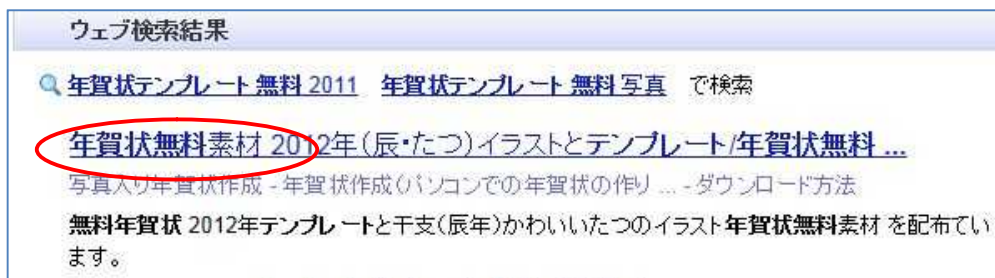 ウェブ検索結果
年賀状テンプレート 無料 2011 年賀状テンプレート 無料 写真 で検索
年賀状無料素材 2012年(辰・たつ)イラストとテンプレート/年賀状無料 ...
写真入り年賀状作成 - 年賀状作成(パソコンでの年賀状の作り ... - ダウンロード方法
無料年賀状 2012年テンプレートと干支(辰年)かわいいたつのイラスト年賀状無料素材 を配布てい
ます。